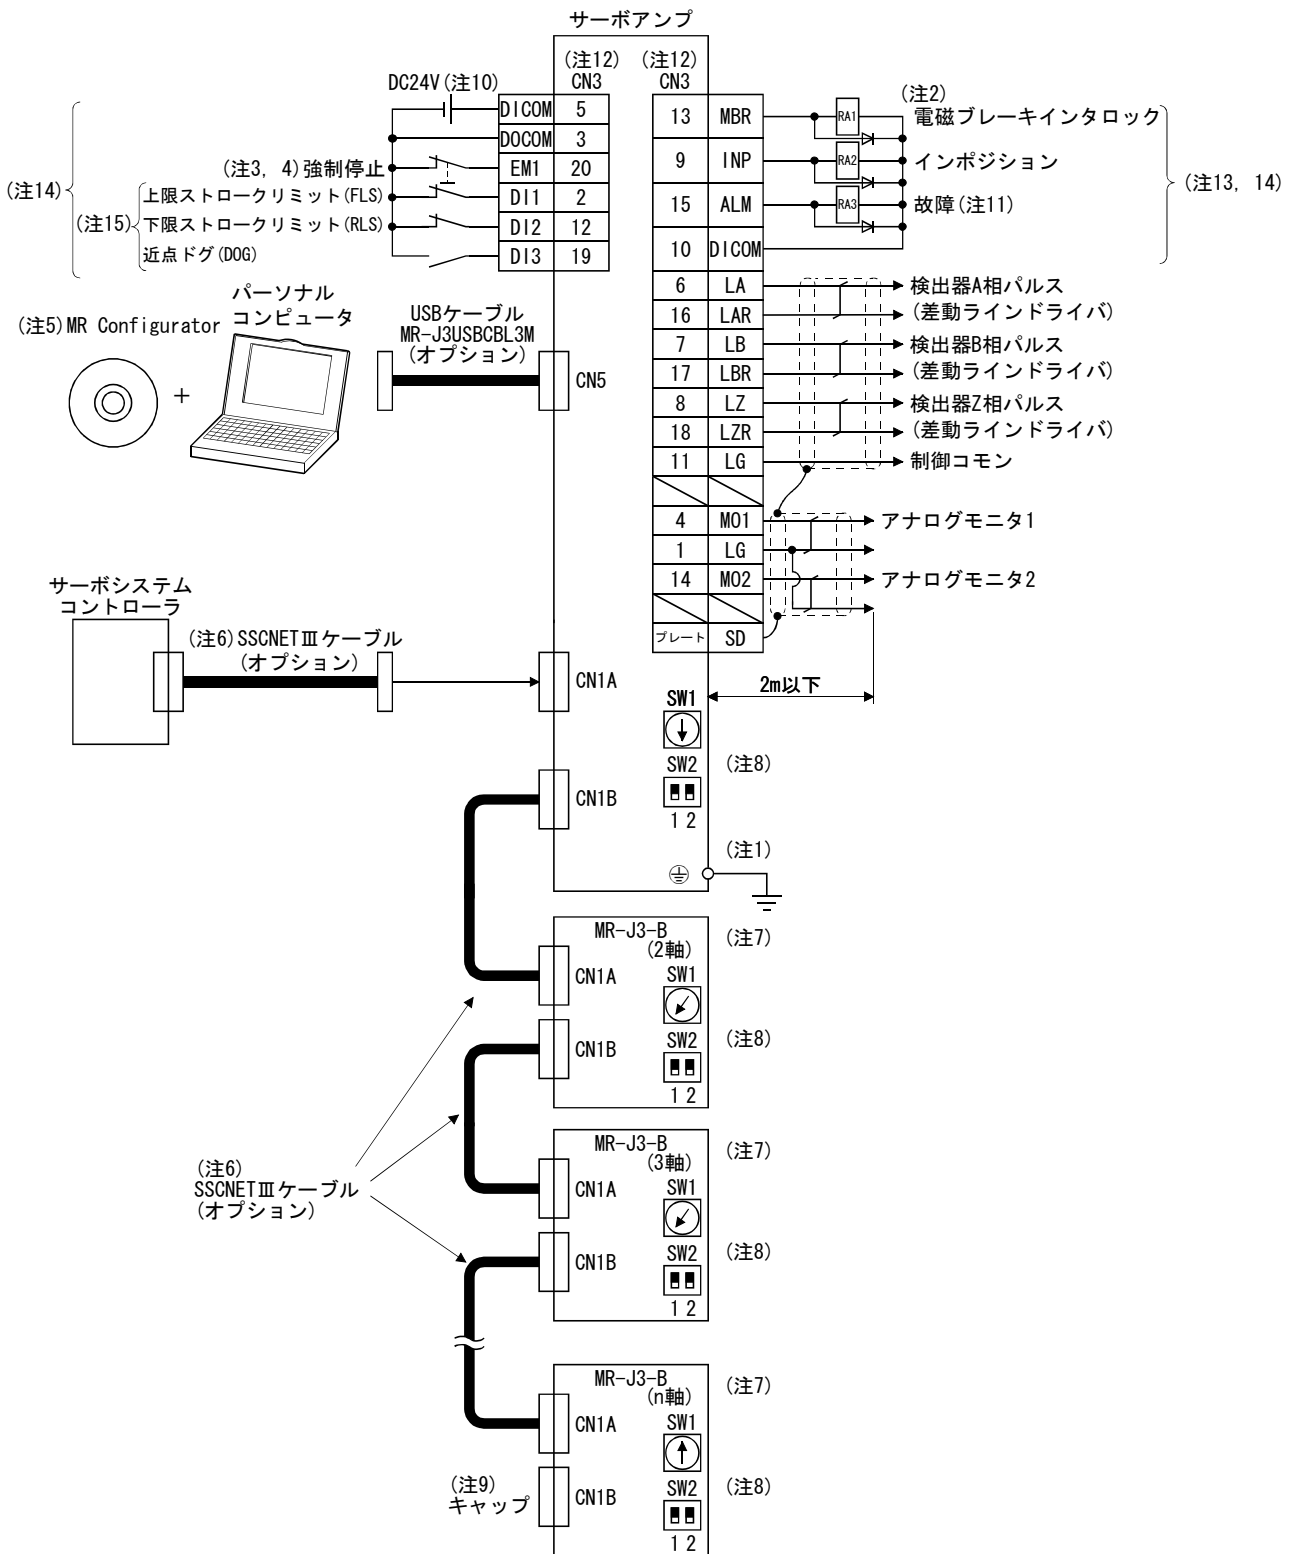 サーボアンプ
(注12)
CN3
(注12)
CN3
DC24V(注10)
DICOM 5
DOCOM 3
(注3, 4)強制停止
EM1 20
(注14)
(注15)
上限ストロークリミット(FLS)
DI1 2
下限ストロークリミット(RLS)
DI2 12
近点ドグ(DOG)
DI3 19
13 MBR
RA1
(注2)
電磁ブレーキインタロック
9 INP
RA2
インポジション
15 ALM
RA3
故障(注11)
10 DICOM
(注13, 14)
6 LA
検出器A相パルス
16 LAR
(差動ラインドライバ)
7 LB
検出器B相パルス
17 LBR
(差動ラインドライバ)
8 LZ
検出器Z相パルス
18 LZR
(差動ラインドライバ)
11 LG
制御コモン
4 MO1
アナログモニタ1
1 LG
14 MO2
アナログモニタ2
プレート SD
2m以下
(注5)MR Configurator
+
パーソナル
コンピュータ
USBケーブル
MR-J3USBCBL3M
(オプション)
CN5
サーボシステム
コントローラ
(注6)SSCNETⅢケーブル
(オプション)
CN1A
SW1
SW2
(注8)
1 2
CN1B
(注1)
MR-J3-B
(2軸)
(注7)
CN1A
SW1
CN1B
SW2
(注8)
1 2
(注6)
SSCNETⅢケーブル
(オプション)
MR-J3-B
(3軸)
(注7)
CN1A
SW1
CN1B
SW2
(注8)
1 2
MR-J3-B
(n軸)
(注7)
CN1A
SW1
(注9)
キャップ
CN1B
SW2
(注8)
1 2